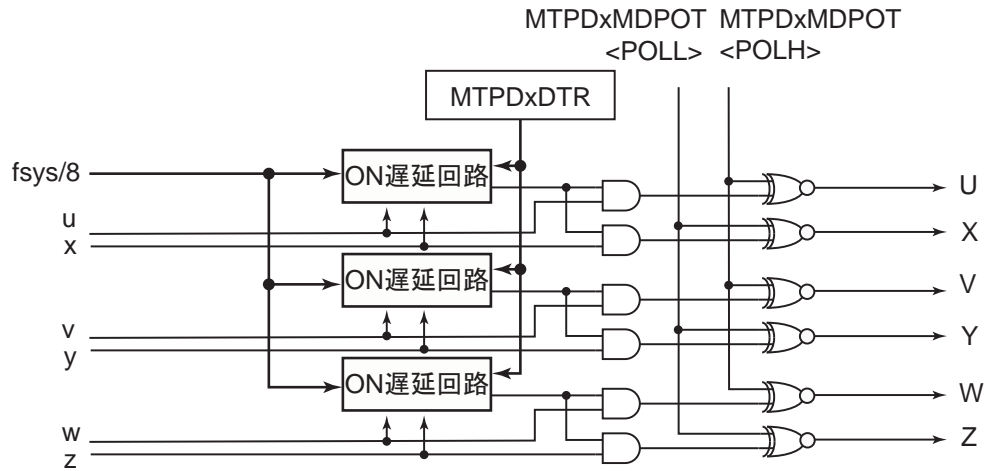 MTPDxMDPOT MTPDxMDPOT
<POLL> <POLH>
MTPDxDTR
fsys/8
ON遅延回路
U
u
x
X
ON遅延回路
V
v
y
Y
ON遅延回路
W
w
z
Z